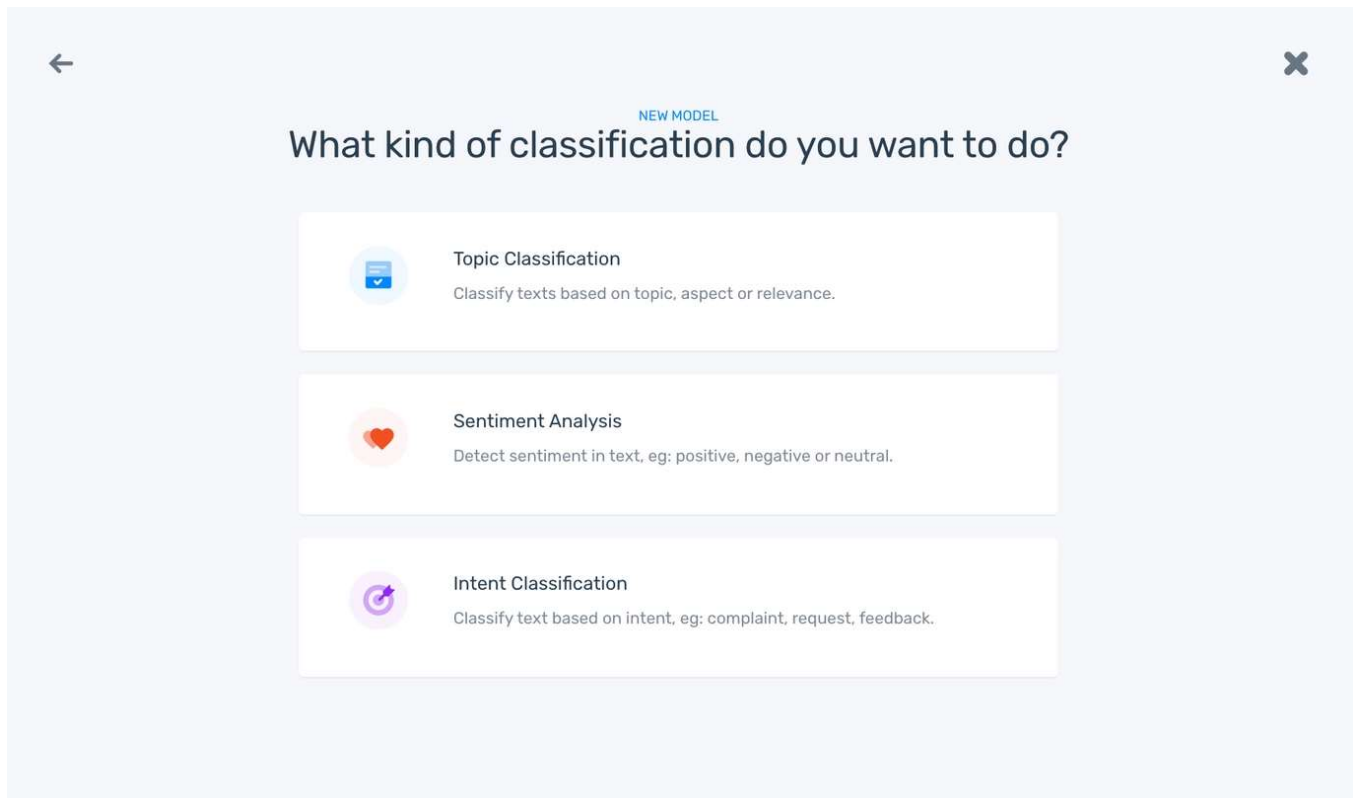 NEW MODEL
What kind of classification do you want to do?
Topic Classification
Classify texts based on topic, aspect or relevance.
Sentiment Analysis
Detect sentiment in text, eg: positive, negative or neutral.
Intent Classification
Classify text based on intent, eg: complaint, request, feedback.